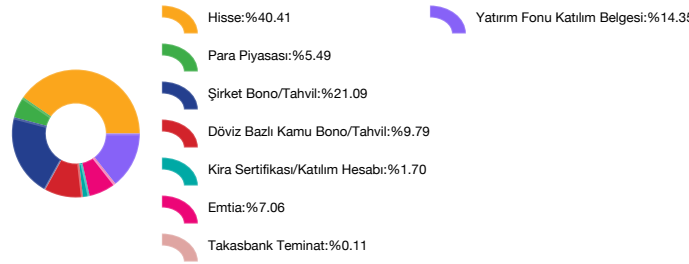 Hisse:%40.41
Para Piyasası:%5.49
Şirket Bono/Tahvil:%21.09
Döviz Bazlı Kamu Bono/Tahvil:%9.79
Kira Sertifikası/Katılım Hesabı:%1.70
Emtia:%7.06
Takasbank Teminat:%0.11
Yatırım Fonu Katılım Belgesi:%14.35